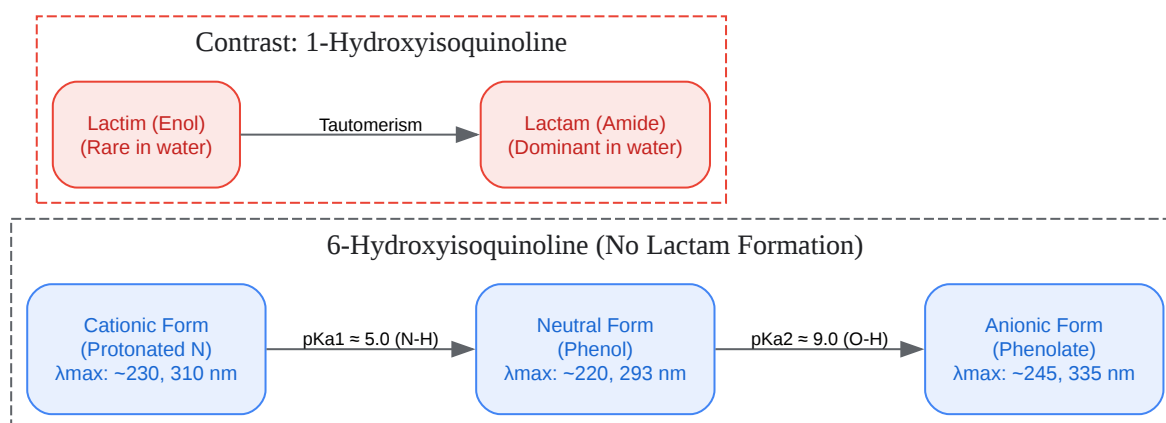 Contrast: 1-Hydroxyisoquinoline
Lactim (Enol)
(Rare in water)
Tautomerism
Lactam (Amide)
(Dominant in water)
6-Hydroxyisoquinoline (No Lactam Formation)
Cationic Form
(Protonated N)
λmax: ~230, 310 nm
pKa1 ≈ 5.0 (N-H)
Neutral Form
(Phenol)
λmax: ~220, 293 nm
pKa2 ≈ 9.0 (O-H)
Anionic Form
(Phenolate)
λmax: ~245, 335 nm